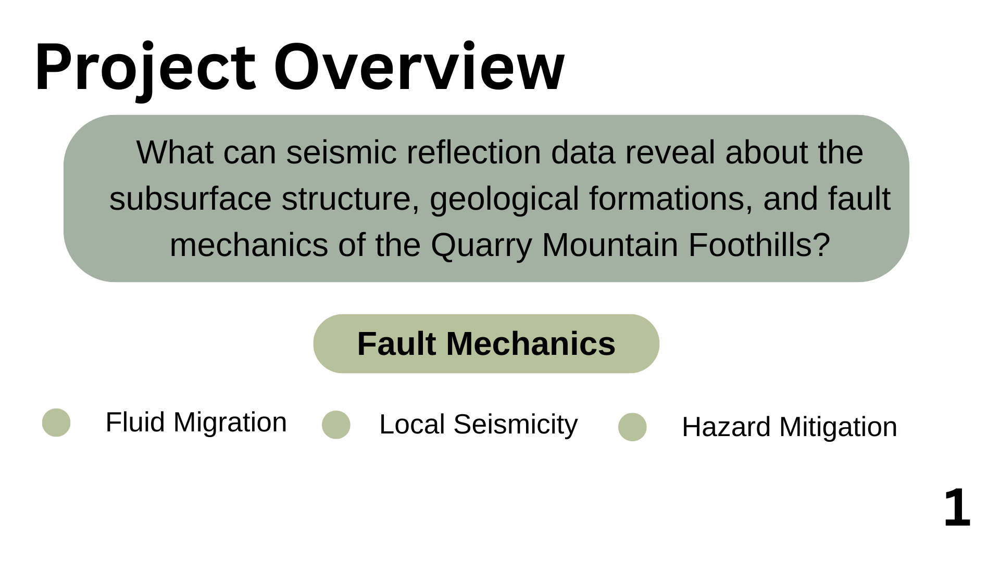 Project Overview
What can seismic reflection data reveal about the
subsurface structure, geological formations, and fault
mechanics of the Quarry Mountain Foothills?
Fault Mechanics
Fluid Migration
Local Seismicity
Hazard Mitigation
1